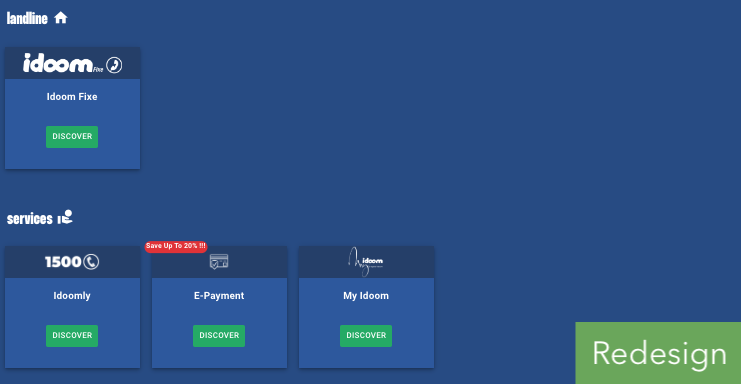 landline
idoom Fixe
Idoom Fixe
DISCOVER
services
Save Up To 20% !!!
1500
idoom
Idoomly
E-Payment
My Idoom
DISCOVER
DISCOVER
DISCOVER
Redesign